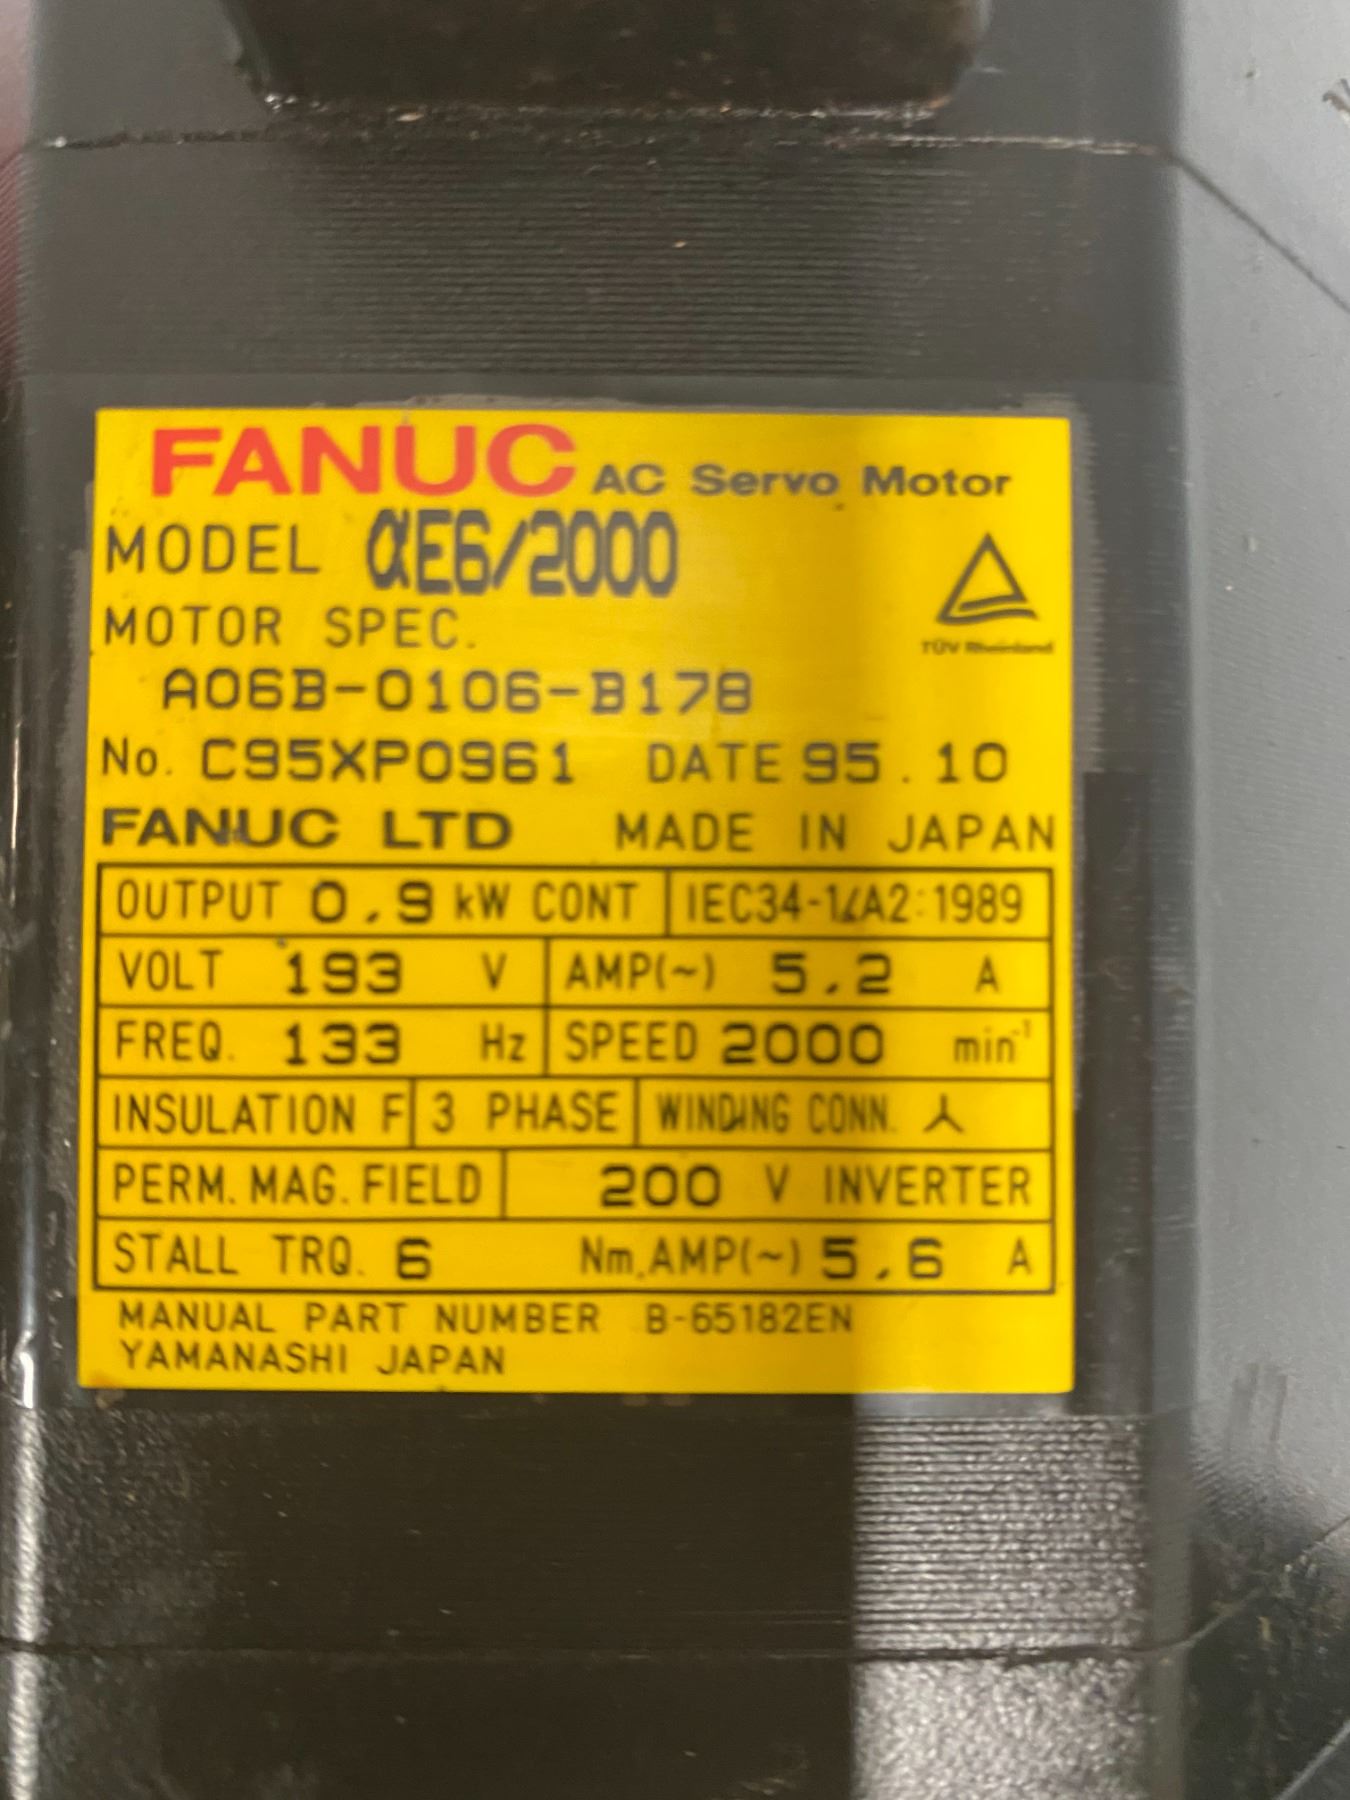 FANUC AC Servo Motor
MODEL αE6/2000
MOTOR SPEC.
TÜV Rheinland
A06B-0106-B178
No. C95XP0961 DATE 95.10
FANUC LTD MADE IN JAPAN
OUTPUT 0.9 kW CONT IEC34-1/A2:1989
VOLT 193 V AMP(~) 5.2 A
FREQ. 133 Hz SPEED 2000 min⁻¹
INSULATION F 3 PHASE WINDING CONN. ⅄
PERM. MAG. FIELD 200 V INVERTER
STALL TRQ. 6 Nm, AMP(~) 5.6 A
MANUAL PART NUMBER B-65182EN
YAMANASHI JAPAN